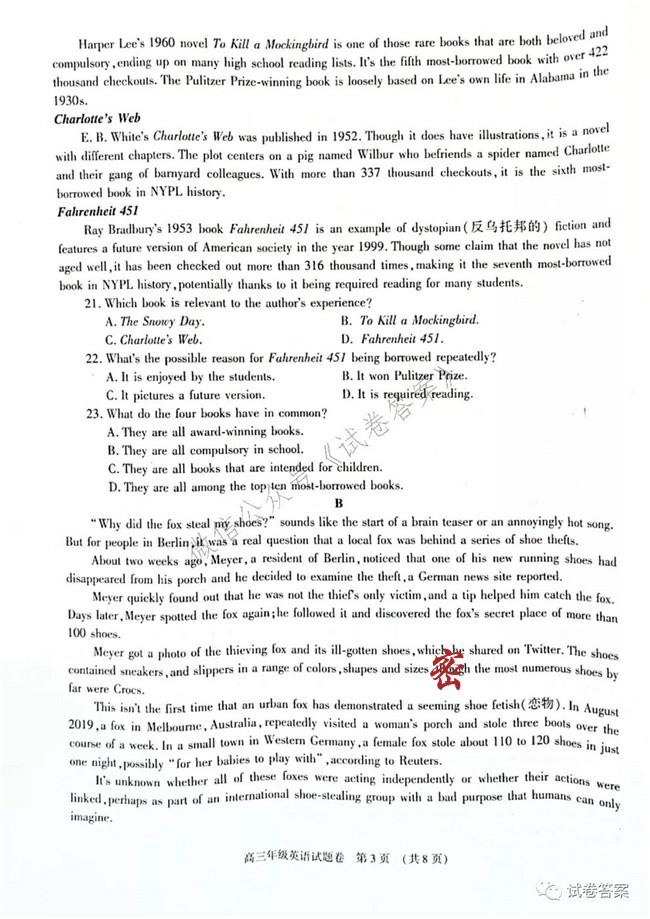 Harper Lee's 1960 novel To Kill a Mockingbird is one of those rare books that are both beloved and
compulsory,ending up on many high school reading lists. It's the fifth most-borrowed book with over 422
thousand checkouts. The Pulitzer Prize-winning book is loosely based on Lee's own life in Alabama in the
1930s.
Charlotte's Web
E. B. White's Charlotte's Web was published in 1952. Though it does have illustrations,it is a novel
with different chapters. The plot centers on a pig named Wilbur who befriends a spider named Charlotte
and their gang of barnyard colleagues. With more than 337 thousand checkouts,it is the sixth most-
borrowed book in NYPL history.
Fahrenheit 451
Ray Bradbury's 1953 book Fahrenheit 451 is an example of dystopian(反乌托邦的) fiction and
features a future version of American society in the year 1999. Though some claim that the novel has not
aged well,it has been checked out more than 316 thousand times,making it the seventh most-borrowed
book in NYPL history,potentially thanks to it being required reading for many students.
21. Which book is relevant to the author's experience?
A. The Snowy Day. B. To Kill a Mockingbird.
C. Charlotte's Web. D. Fahrenheit 451.
22. What's the possible reason for Fahrenheit 451 being borrowed repeatedly?
A. It is enjoyed by the students. B. It won Pulitzer Prize.
C. It pictures a future version. D. It is required reading.
23. What do the four books have in common?
A. They are all award-winning books.
B. They are all compulsory in school.
C. They are all books that are intended for children.
D. They are all among the top ten most-borrowed books.
B
"Why did the fox steal my shoes?" sounds like the start of a brain teaser or an annoyingly hot song.
But for people in Berlin,it was a real question that a local fox was behind a series of shoe thefts.
About two weeks ago, Meyer, a resident of Berlin, noticed that one of his new running shoes had
disappeared from his porch and he decided to examine the theft,a German news site reported.
Meyer quickly found out that he was not the thief's only victim,and a tip helped him catch the fox.
Days later,Meyer spotted the fox again;he followed it and discovered the fox's secret place of more than
100 shoes.
Meyer got a photo of the thieving fox and its ill-gotten shoes,which he shared on Twitter. The shoes
contained sneakers,and slippers in a range of colors,shapes and sizes,though the most numerous shoes by
far were Crocs.
This isn't the first time that an urban fox has demonstrated a seeming shoe fetish(恋物). In August
2019,a fox in Melbourne, Australia,repeatedly visited a woman's porch and stole three boots over the
course of a week. In a small town in Western Germany,a female fox stole about 110 to 120 shoes in just
one night,possibly "for her babies to play with",according to Reuters.
It's unknown whether all of these foxes were acting independently or whether their actions were
linked,perhaps as part of an international shoe-stealing group with a bad purpose that humans can only
imagine.
高三年级英语试题卷 第3页 (共8页)
微信公众号《试卷答案》
密
试卷答案